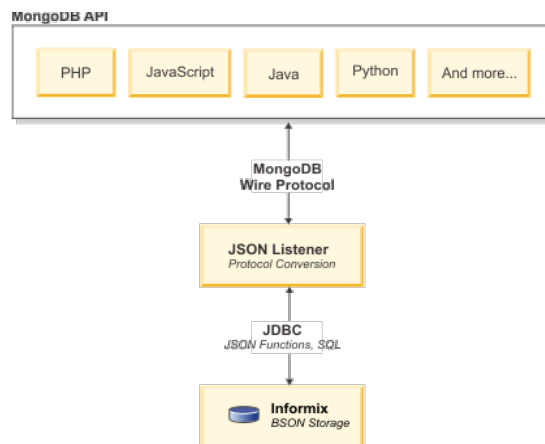 MongoDB API
PHP
JavaScript
Java
Python
And more...
MongoDB
Wire Protocol
JSON Listener
Protocol Conversion
JDBC
JSON Functions, SQL
Informix
BSON Storage